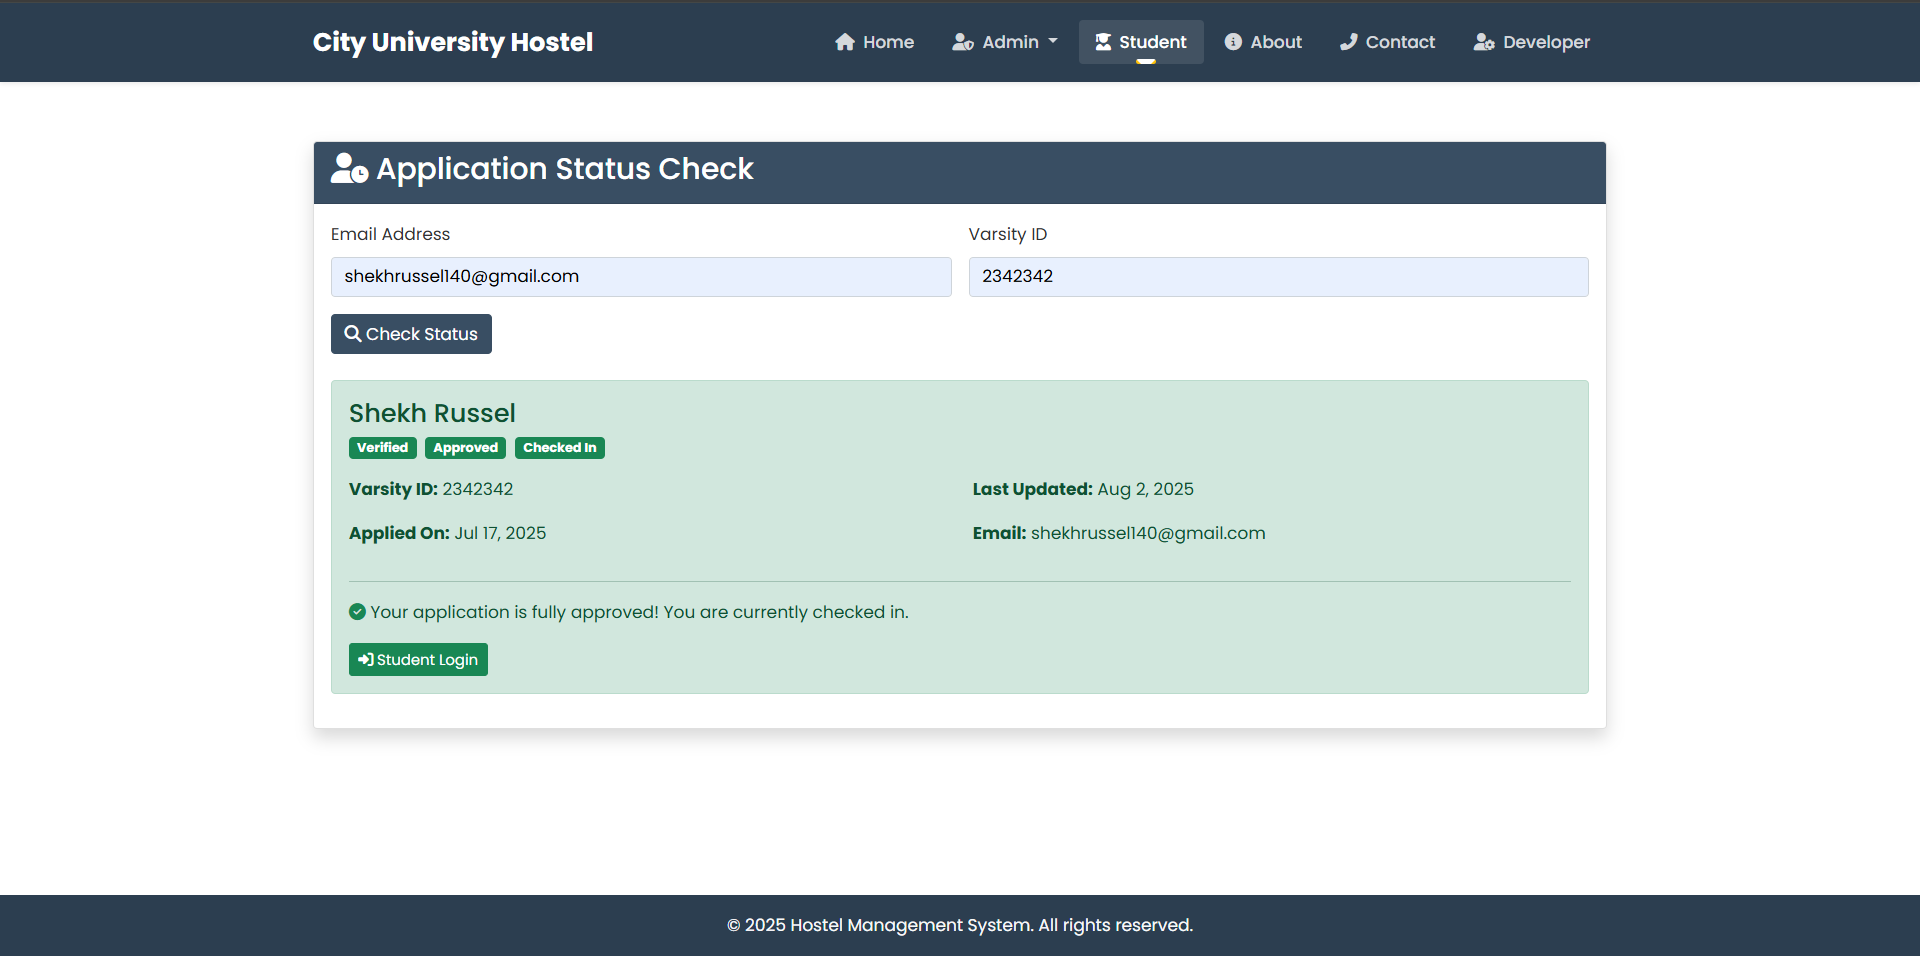 City University Hostel
Home Admin Student About Contact Developer
Application Status Check
Email Address Varsity ID
shekhrussel140@gmail.com 2342342
Check Status
Shekh Russel
Verified Approved Checked In
Varsity ID: 2342342 Last Updated: Aug 2, 2025
Applied On: Jul 17, 2025 Email: shekhrussel140@gmail.com
Your application is fully approved! You are currently checked in.
Student Login
© 2025 Hostel Management System. All rights reserved.